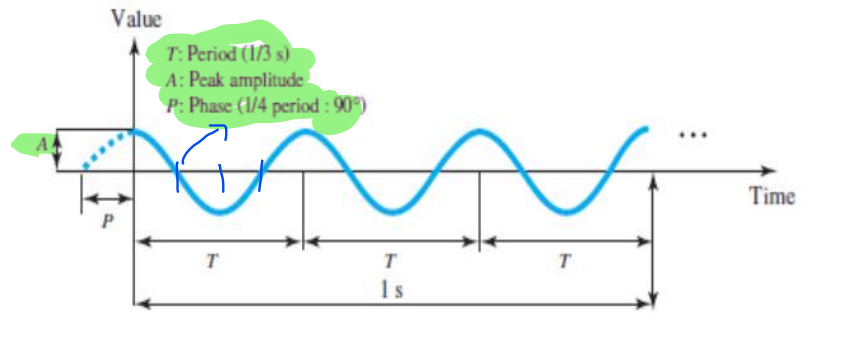 Value
T: Period (1/3 s)
A: Peak amplitude
P: Phase (1/4 period : 90°)
A
...
Time
P
T
T
T
1 s